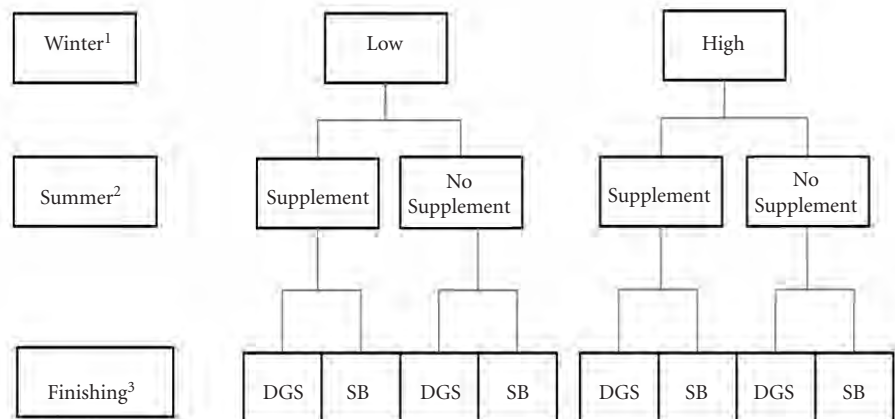 Winter¹ Low High
Summer² Supplement No Supplement Supplement No Supplement
Finishing³ DGS SB DGS SB DGS SB DGS SB